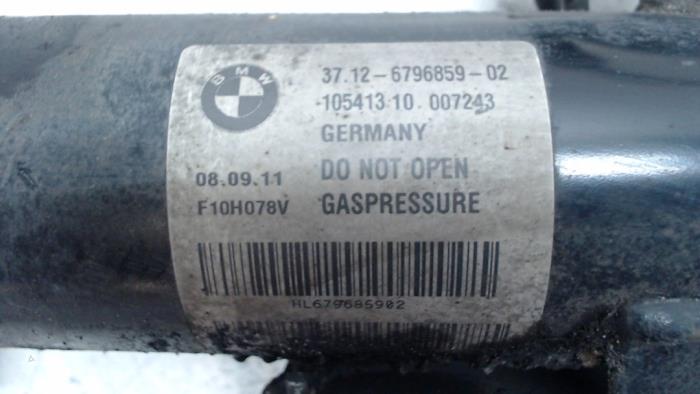 BMW
37.12-6796859-02
105413 10 007243
GERMANY
08.09.11 DO NOT OPEN
F10H078V GASPRESSURE
HL679685902